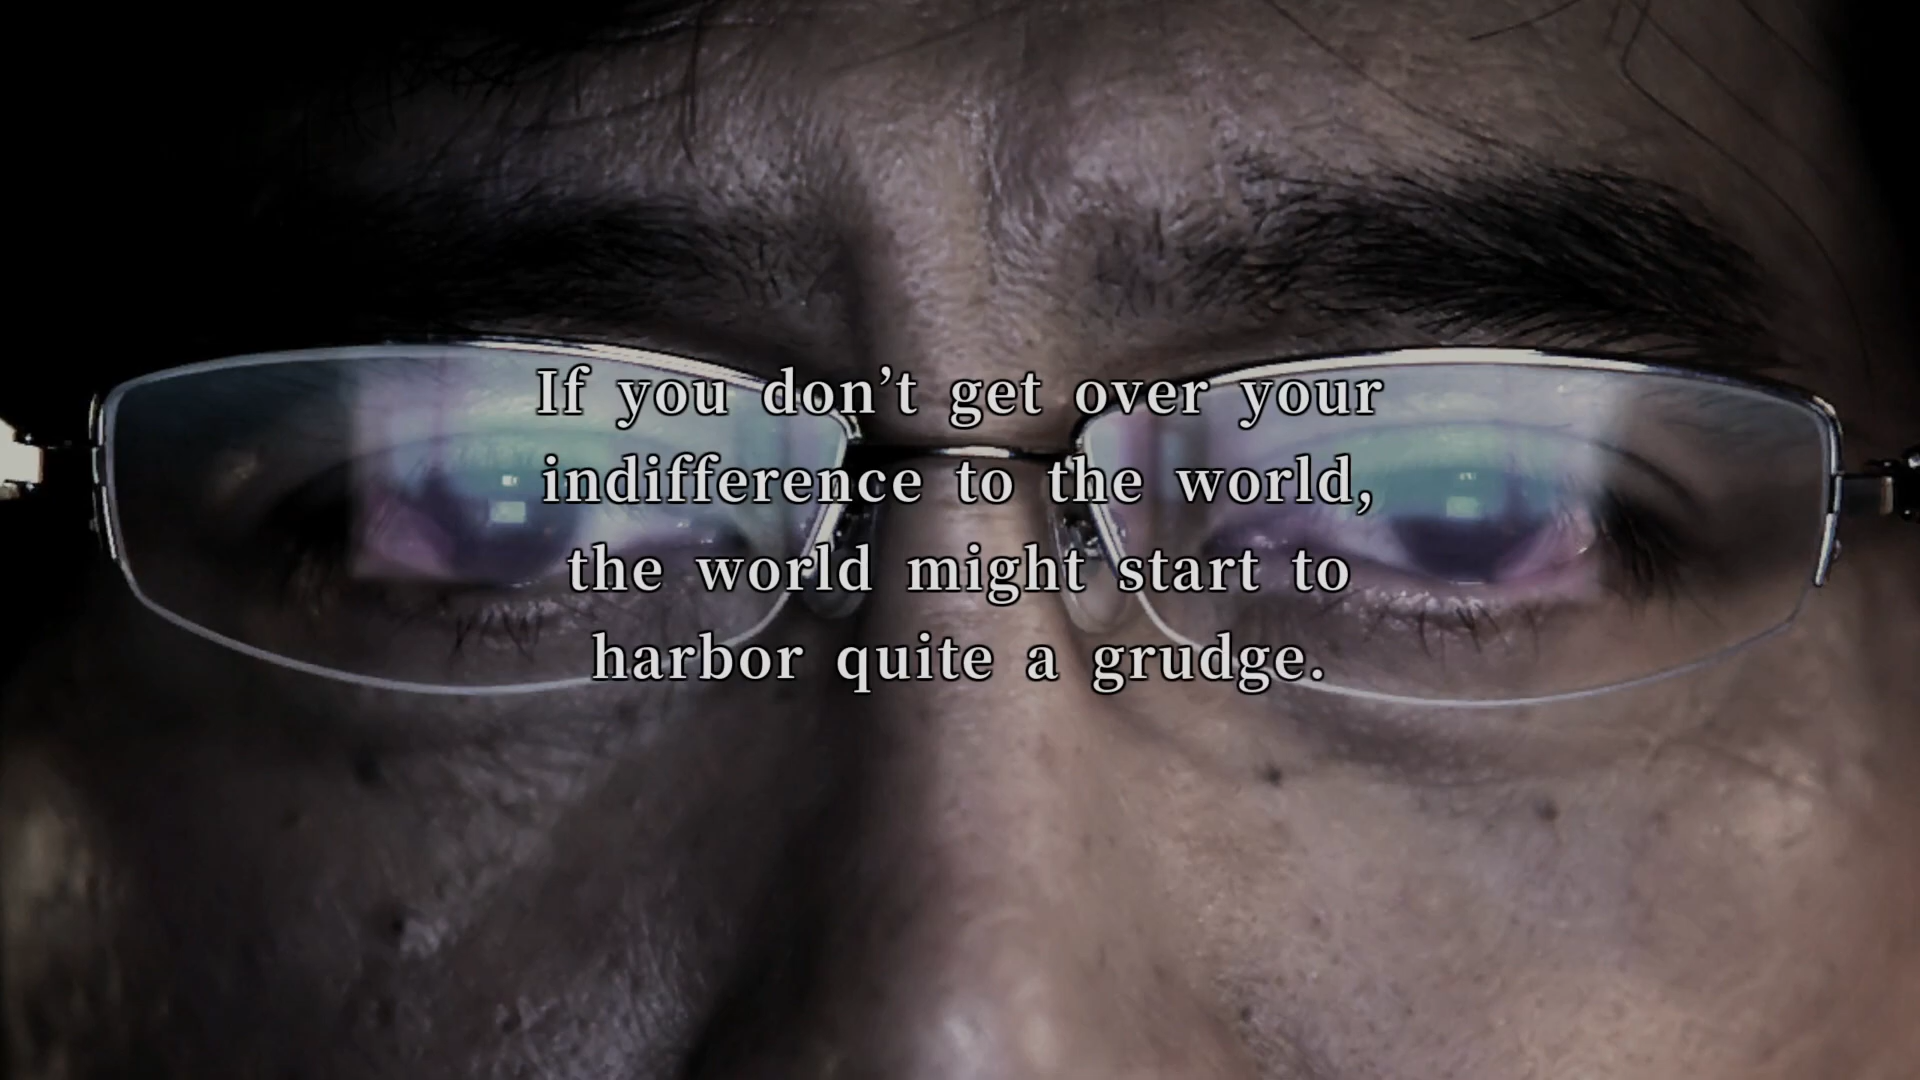 If you don’t get over your
indifference to the world,
the world might start to
harbor quite a grudge.